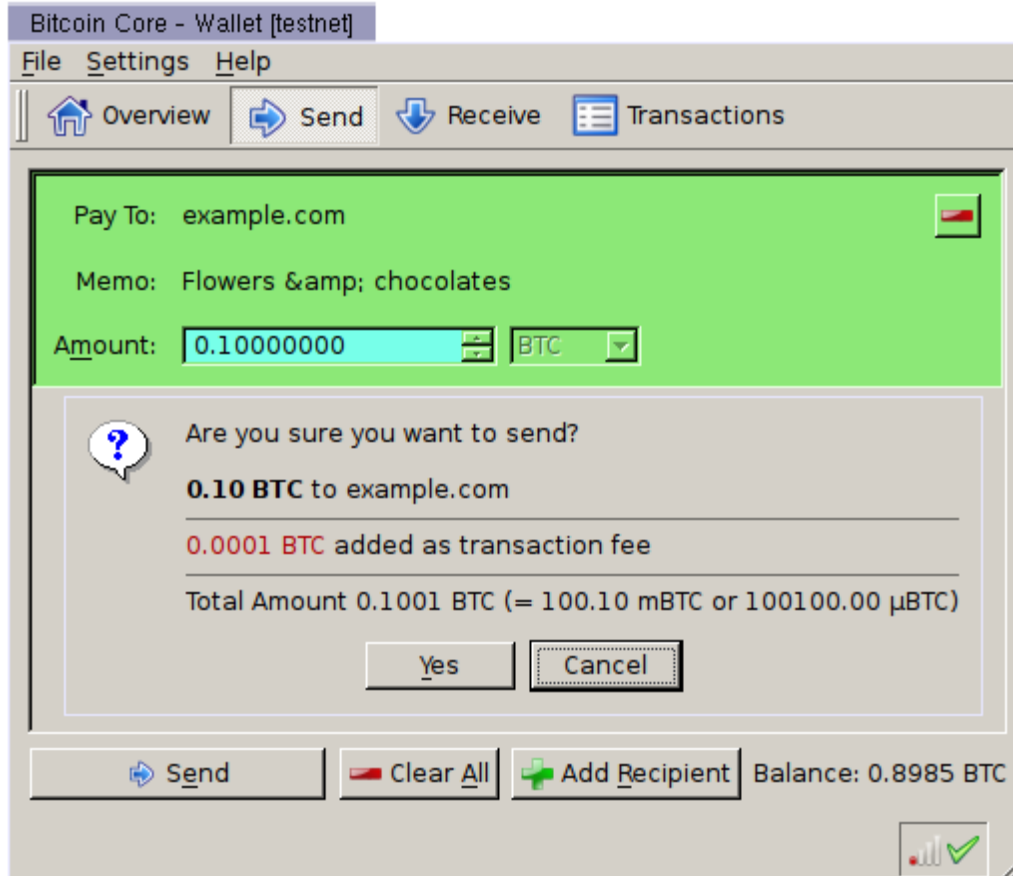 Bitcoin Core - Wallet [testnet]
File Settings Help
Overview Send Receive Transactions
Pay To: example.com
Memo: Flowers &amp; chocolates
Amount: 0.10000000 BTC
Are you sure you want to send?
0.10 BTC to example.com
0.0001 BTC added as transaction fee
Total Amount 0.1001 BTC (= 100.10 mBTC or 100100.00 μBTC)
Yes Cancel
Send Clear All Add Recipient Balance: 0.8985 BTC